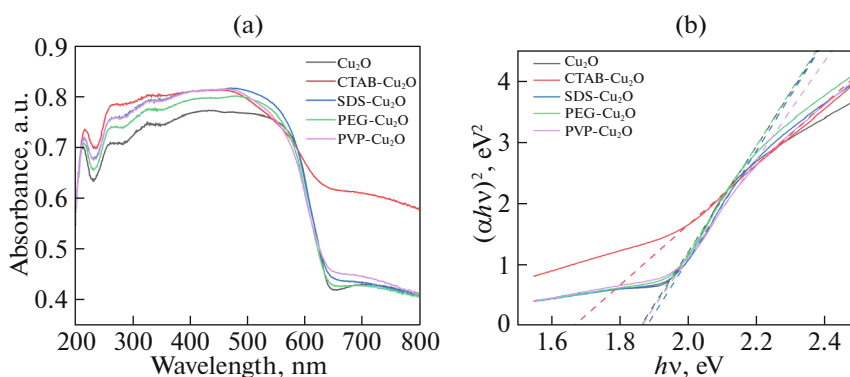 (a)
0.9
0.8
0.7
0.6
0.5
0.4
200 300 400 500 600 700 800
Absorbance, a.u.
Wavelength, nm
Cu₂O
CTAB–Cu₂O
SDS–Cu₂O
PEG–Cu₂O
PVP–Cu₂O
(b)
4
3
2
1
0
1.6 1.8 2.0 2.2 2.4
(αhν)², eV²
hν, eV
Cu₂O
CTAB–Cu₂O
SDS–Cu₂O
PEG–Cu₂O
PVP–Cu₂O